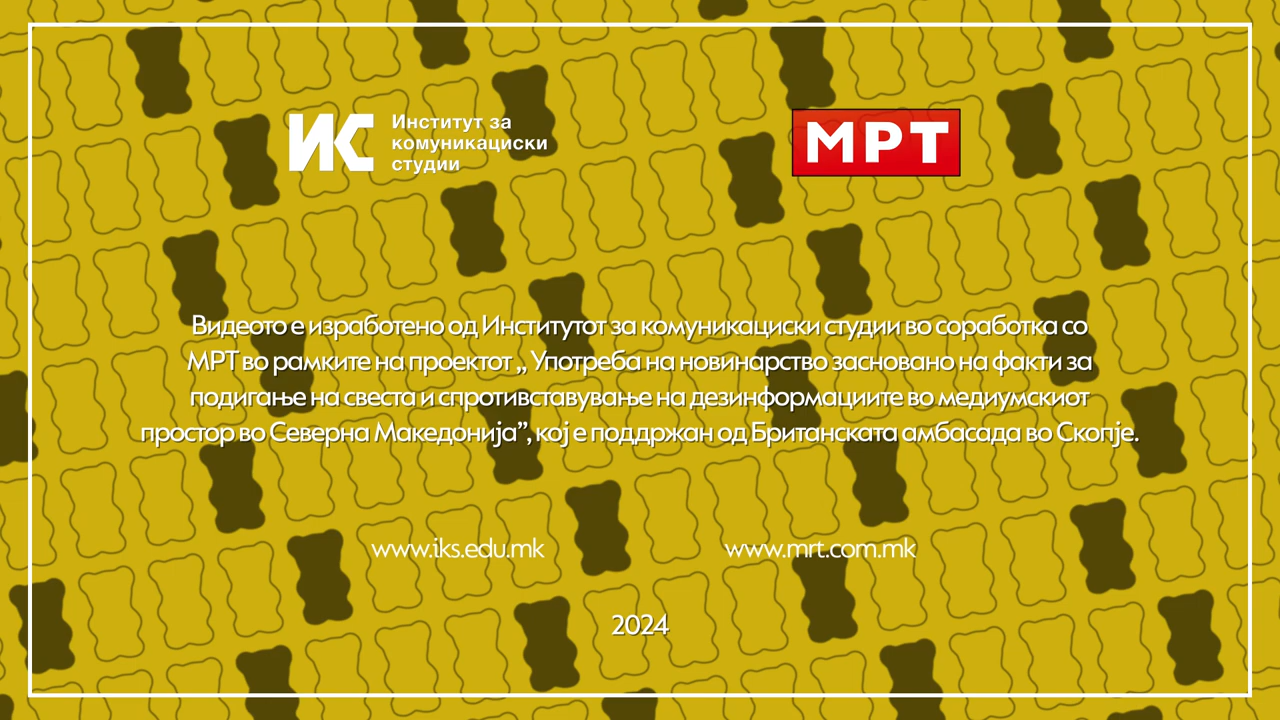 ИС
Институт за
комуникациски
студии
МРТ
Видеото е изработено од Институтот за комуникациски студии во соработка со
МРТ во рамките на проектот „ Употреба на новинарство засновано на факти за
подигање на свеста и спротивставување на дезинформациите во медиумскиот
простор во Северна Македонија”, кој е поддржан од Британската амбасада во Скопје.
www.iks.edu.mk
www.mrt.com.mk
2024